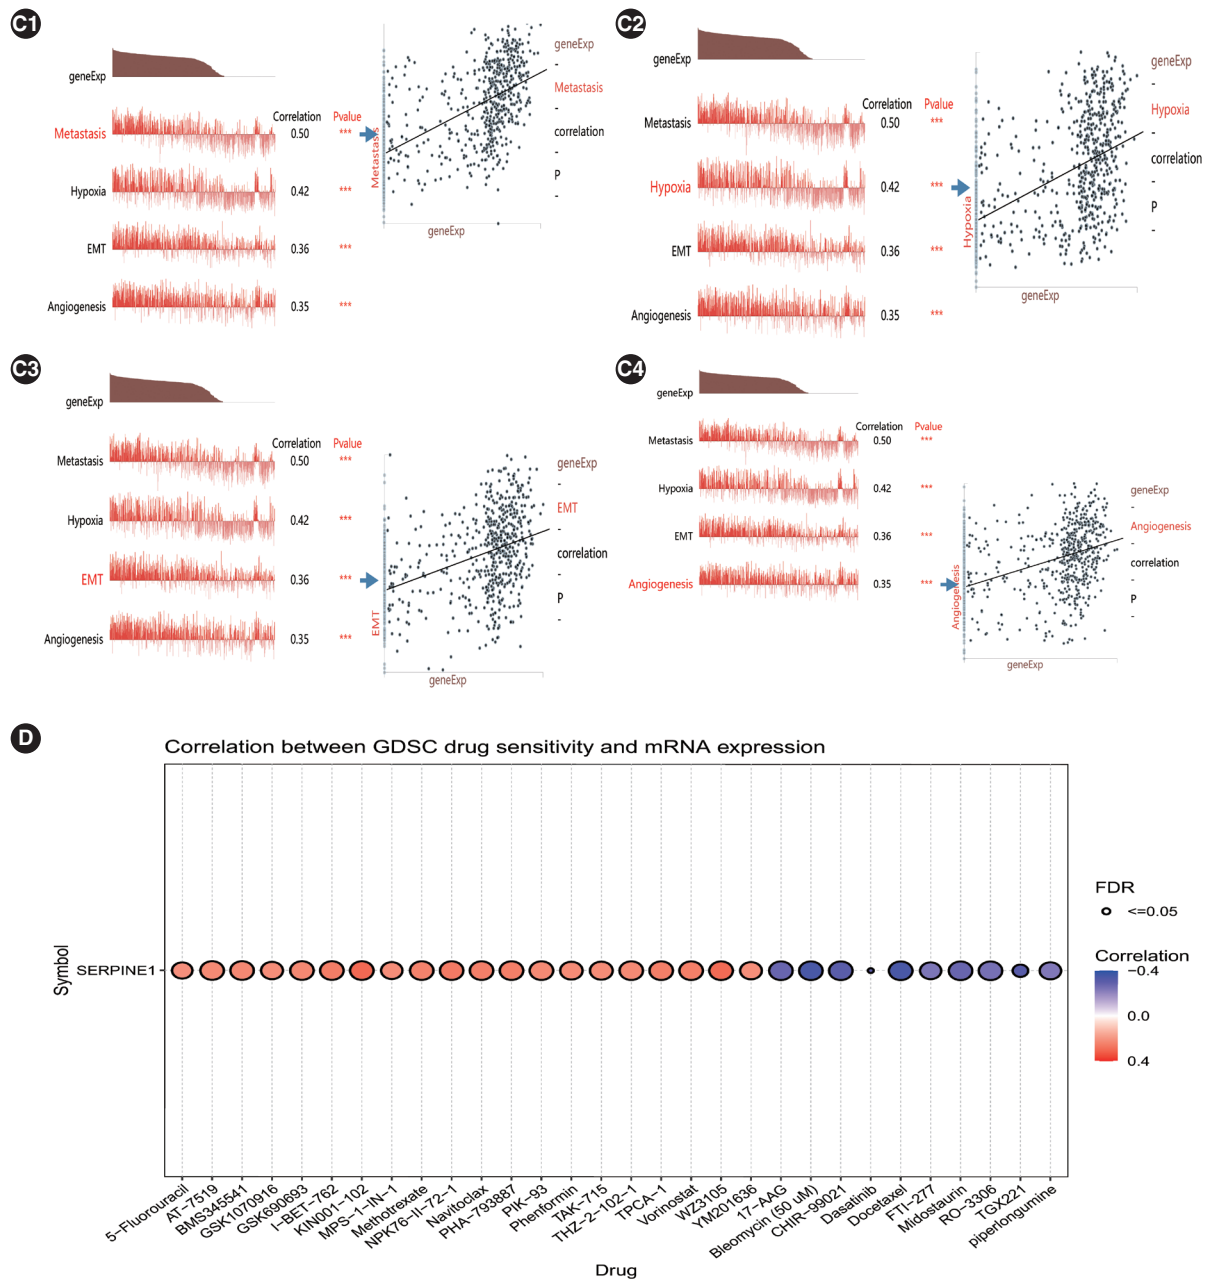 C1
geneExp
Correlation
Pvalue
Metastasis
0.50
***
Hypoxia
0.42
***
EMT
0.36
***
Angiogenesis
0.35
***
Metastasis
geneExp
geneExp
-
Metastasis
-
correlation
-
P
-
C2
geneExp
Correlation
Pvalue
Metastasis
0.50
***
Hypoxia
0.42
***
EMT
0.36
***
Angiogenesis
0.35
***
Hypoxia
geneExp
geneExp
-
Hypoxia
-
correlation
-
P
-
C3
geneExp
Correlation
Pvalue
Metastasis
0.50
***
Hypoxia
0.42
***
EMT
0.36
***
Angiogenesis
0.35
***
EMT
geneExp
geneExp
-
EMT
-
correlation
-
P
-
C4
geneExp
Correlation
Pvalue
Metastasis
0.50
***
Hypoxia
0.42
***
EMT
0.36
***
Angiogenesis
0.35
***
Angiogenesis
geneExp
geneExp
-
Angiogenesis
-
correlation
-
P
-
D
Correlation between GDSC drug sensitivity and mRNA expression
Symbol
SERPINE1
5−Fluorouracil
AT−7519
BMS345541
GSK1070916
GSK690693
I−BET−762
KIN001−102
MPS−1−IN−1
Methotrexate
NPK76−II−72−1
Navitoclax
PHA−793887
PIK−93
Phenformin
TAK−715
THZ−2−102−1
TPCA−1
Vorinostat
WZ3105
YM201636
17−AAG
Bleomycin (50 uM)
CHIR−99021
Dasatinib
Docetaxel
FTI−277
Midostaurin
RO−3306
TGX221
piperlongumine
Drug
FDR
<=0.05
Correlation
−0.4
0.0
0.4